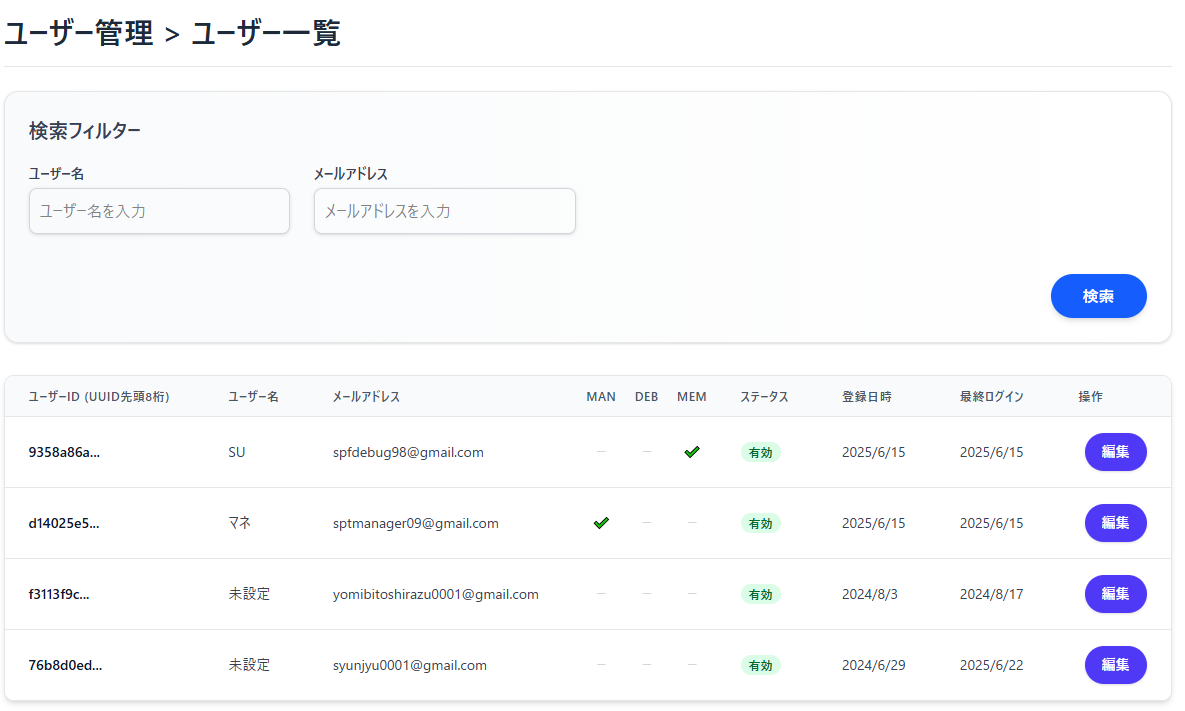 ユーザー管理 > ユーザー一覧
検索フィルター
ユーザー名 メールアドレス
ユーザー名を入力 メールアドレスを入力
検索
ユーザーID (UUID先頭8桁) ユーザー名 メールアドレス MAN DEB MEM ステータス 登録日時 最終ログイン 操作
9358a86a... SU spfdebug98@gmail.com — — ✔ 有効 2025/6/15 2025/6/15 編集
d14025e5... マネ sptmanager09@gmail.com ✔ — — 有効 2025/6/15 2025/6/15 編集
f3113f9c... 未設定 yomibitoshirazu0001@gmail.com — — — 有効 2024/8/3 2024/8/17 編集
76b8d0ed... 未設定 syunjyu0001@gmail.com — — — 有効 2024/6/29 2025/6/22 編集